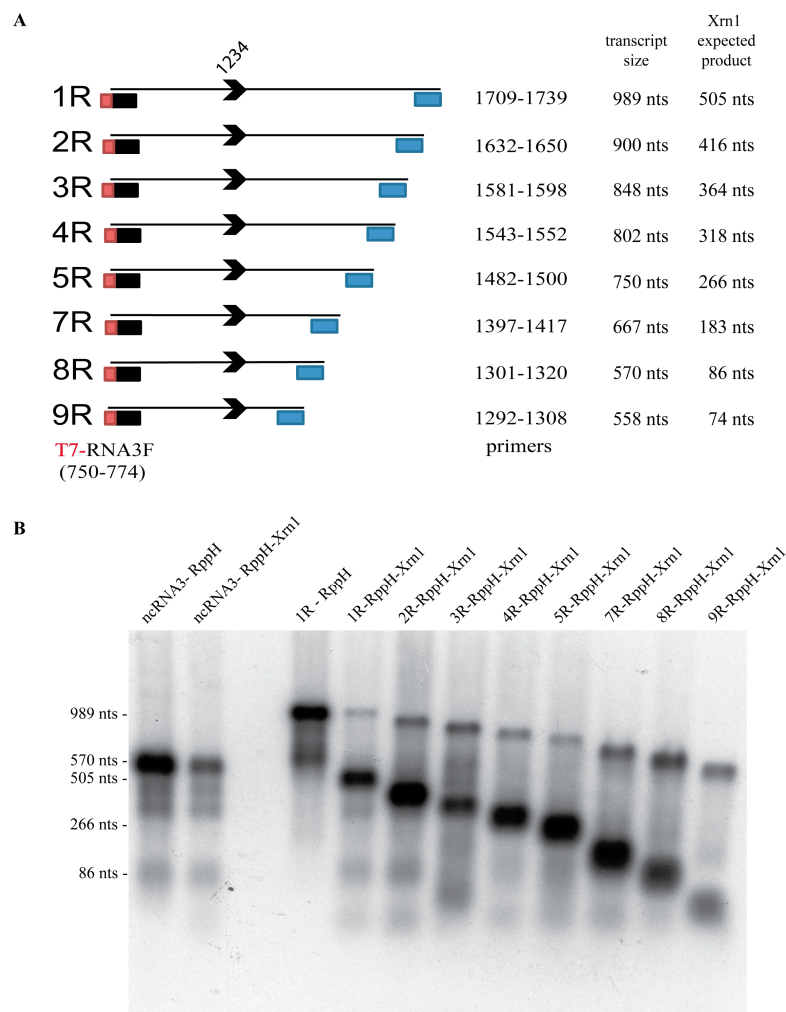 A
1234
transcript size
Xrn1 expected product
1R 1709-1739 989 nts 505 nts
2R 1632-1650 900 nts 416 nts
3R 1581-1598 848 nts 364 nts
4R 1543-1552 802 nts 318 nts
5R 1482-1500 750 nts 266 nts
7R 1397-1417 667 nts 183 nts
8R 1301-1320 570 nts 86 nts
9R 1292-1308 558 nts 74 nts
T7-RNA3F
(750-774)
primers
B
ncRNA3- RppH
ncRNA3- RppH-Xrn1
1R - RppH
1R-RppH-Xrn1
2R-RppH-Xrn1
3R-RppH-Xrn1
4R-RppH-Xrn1
5R-RppH-Xrn1
7R-RppH-Xrn1
8R-RppH-Xrn1
9R-RppH-Xrn1
989 nts -
570 nts -
505 nts -
266 nts -
86 nts -